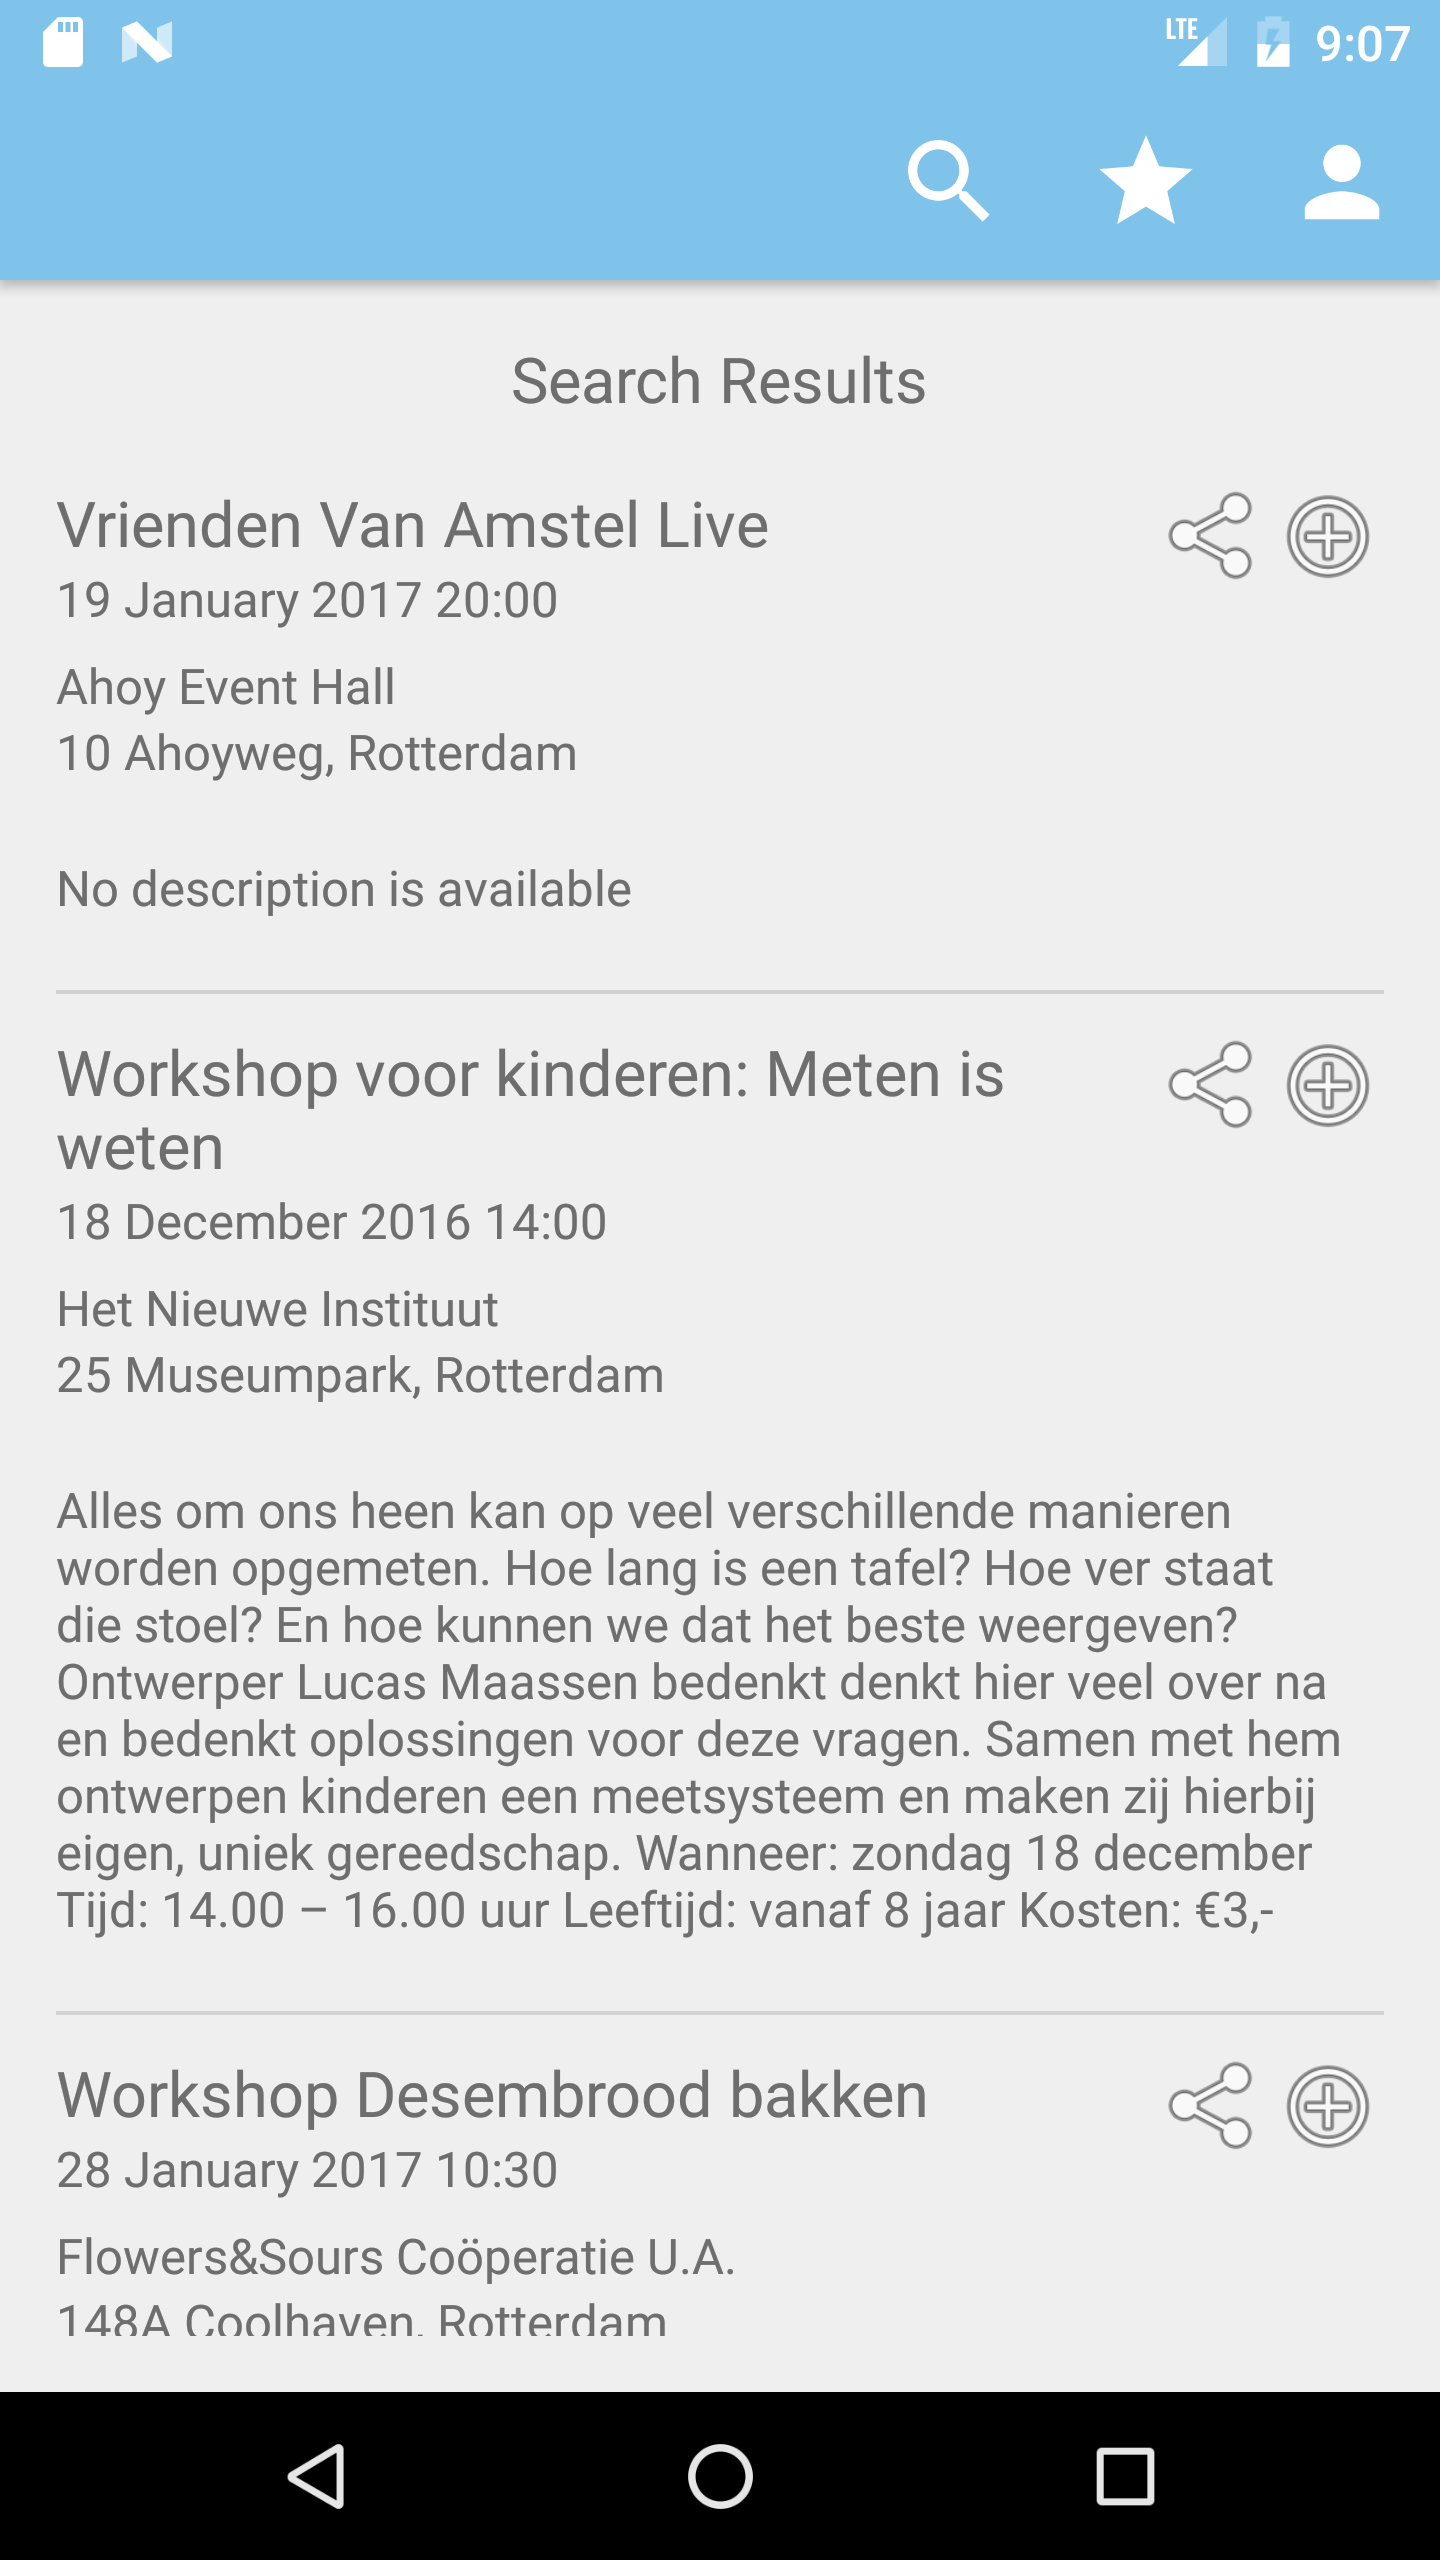 LTE 9:07
Search Results
Vrienden Van Amstel Live
19 January 2017 20:00
Ahoy Event Hall
10 Ahoyweg, Rotterdam
No description is available
Workshop voor kinderen: Meten is
weten
18 December 2016 14:00
Het Nieuwe Instituut
25 Museumpark, Rotterdam
Alles om ons heen kan op veel verschillende manieren
worden opgemeten. Hoe lang is een tafel? Hoe ver staat
die stoel? En hoe kunnen we dat het beste weergeven?
Ontwerper Lucas Maassen bedenkt denkt hier veel over na
en bedenkt oplossingen voor deze vragen. Samen met hem
ontwerpen kinderen een meetsysteem en maken zij hierbij
eigen, uniek gereedschap. Wanneer: zondag 18 december
Tijd: 14.00 – 16.00 uur Leeftijd: vanaf 8 jaar Kosten: €3,-
Workshop Desembrood bakken
28 January 2017 10:30
Flowers&Sours Coöperatie U.A.
148A Coolhaven, Rotterdam